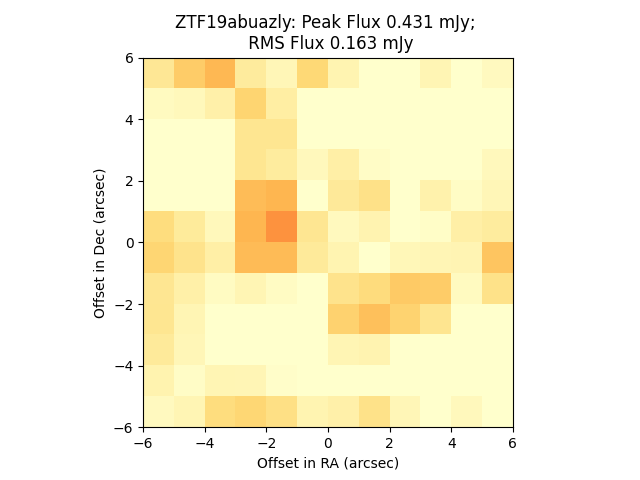 ZTF19abuazly: Peak Flux 0.431 mJy;
RMS Flux 0.163 mJy
6
4
2
0
−2
−4
−6
Offset in Dec (arcsec)
−6 −4 −2 0 2 4 6
Offset in RA (arcsec)